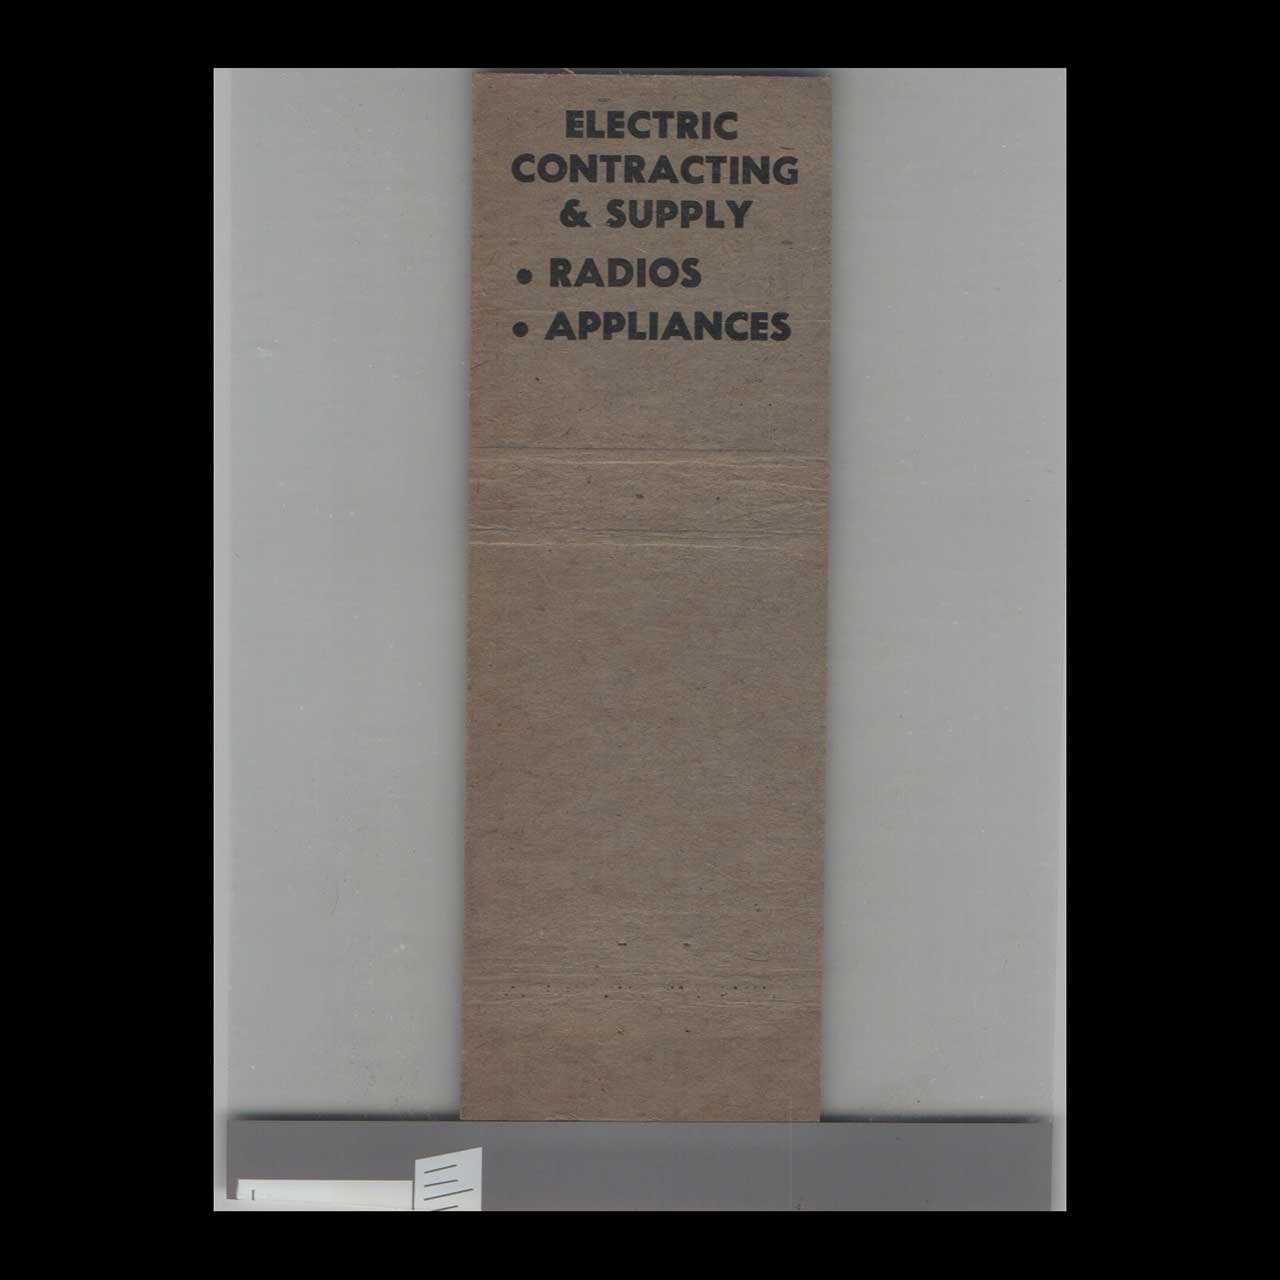 ELECTRIC
CONTRACTING
& SUPPLY
• RADIOS
• APPLIANCES